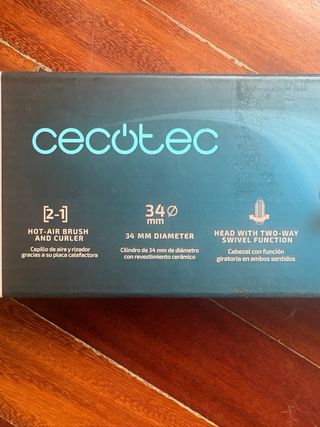 cecotec
[2-1]
HOT-AIR BRUSH
AND CURLER
Cepillo de aire y rizador
gracias a su placa calefactora
34 Ø
mm
34 MM DIAMETER
Cilindro de 34 mm de diámetro
con revestimiento cerámico
HEAD WITH TWO-WAY
SWIVEL FUNCTION
Cabezal con función
giratoria en ambos sentidos